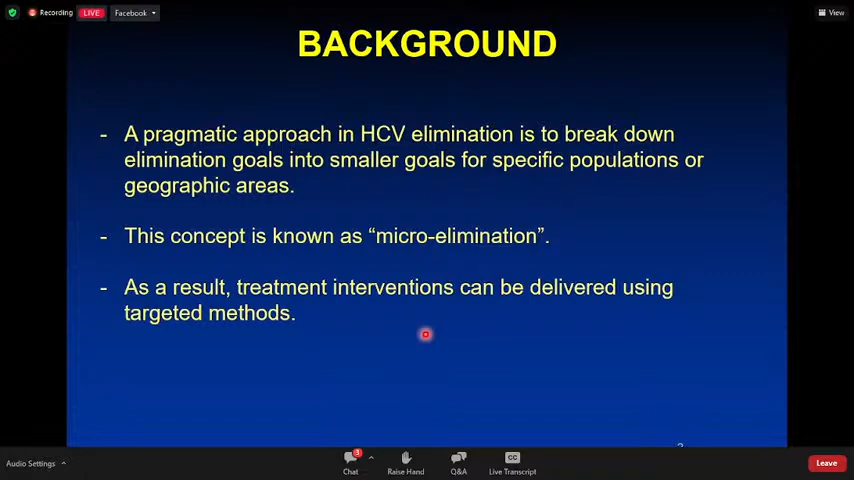 Recording
LIVE
Facebook
View
BACKGROUND
- A pragmatic approach in HCV elimination is to break down
elimination goals into smaller goals for specific populations or
geographic areas.
- This concept is known as “micro-elimination”.
- As a result, treatment interventions can be delivered using
targeted methods.
Audio Settings
3
Chat
Raise Hand
Q&A
CC
Live Transcript
Leave